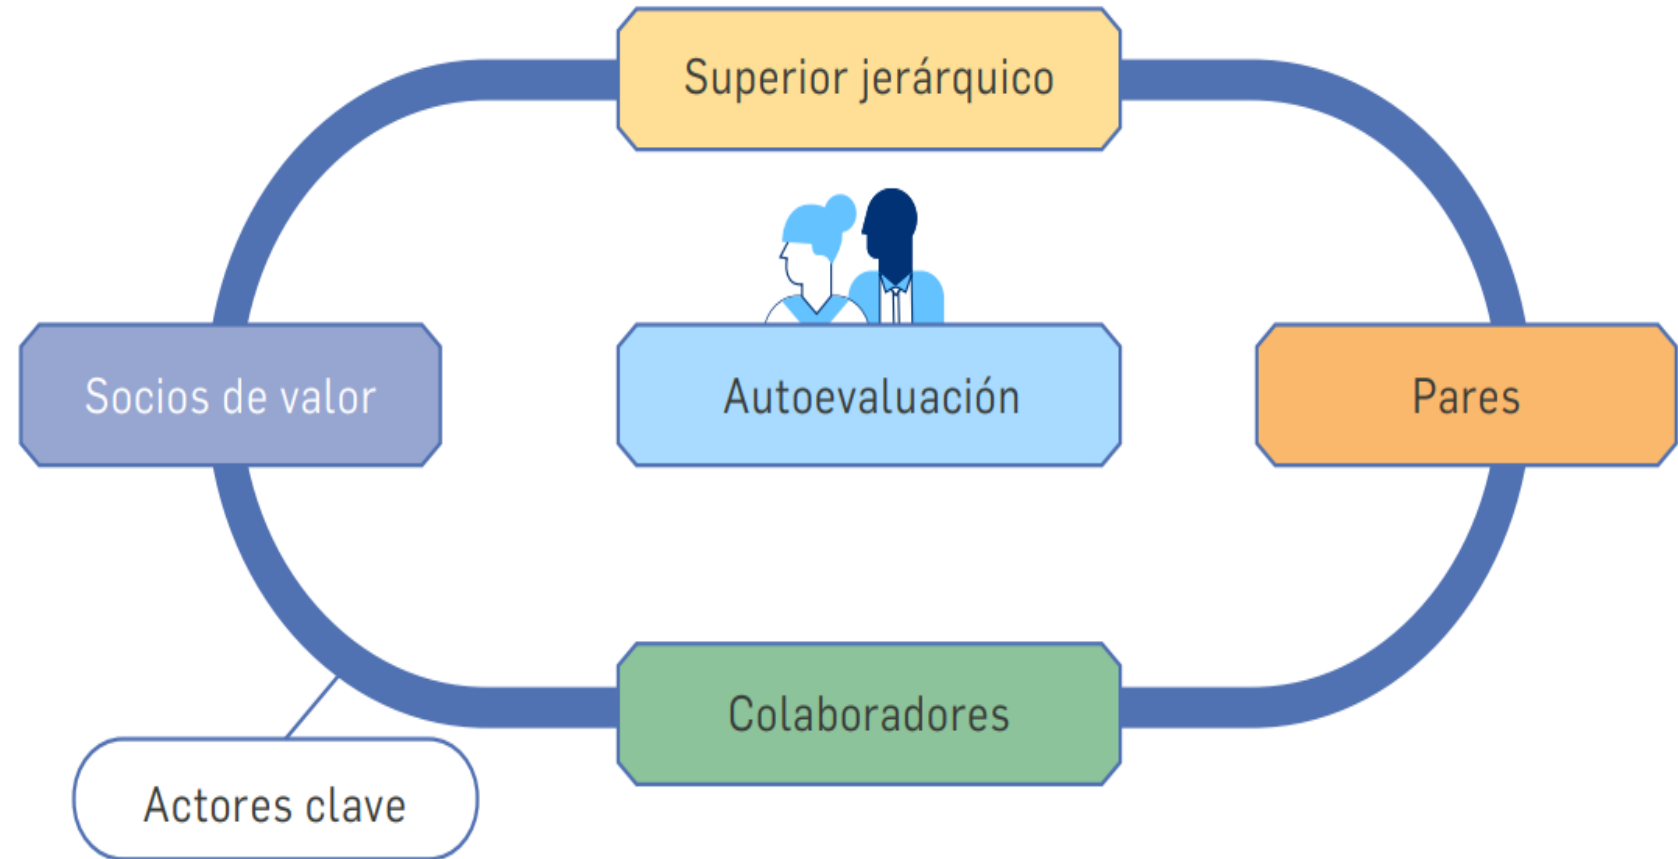 Superior jerárquico
Socios de valor
Autoevaluación
Pares
Colaboradores
Actores clave